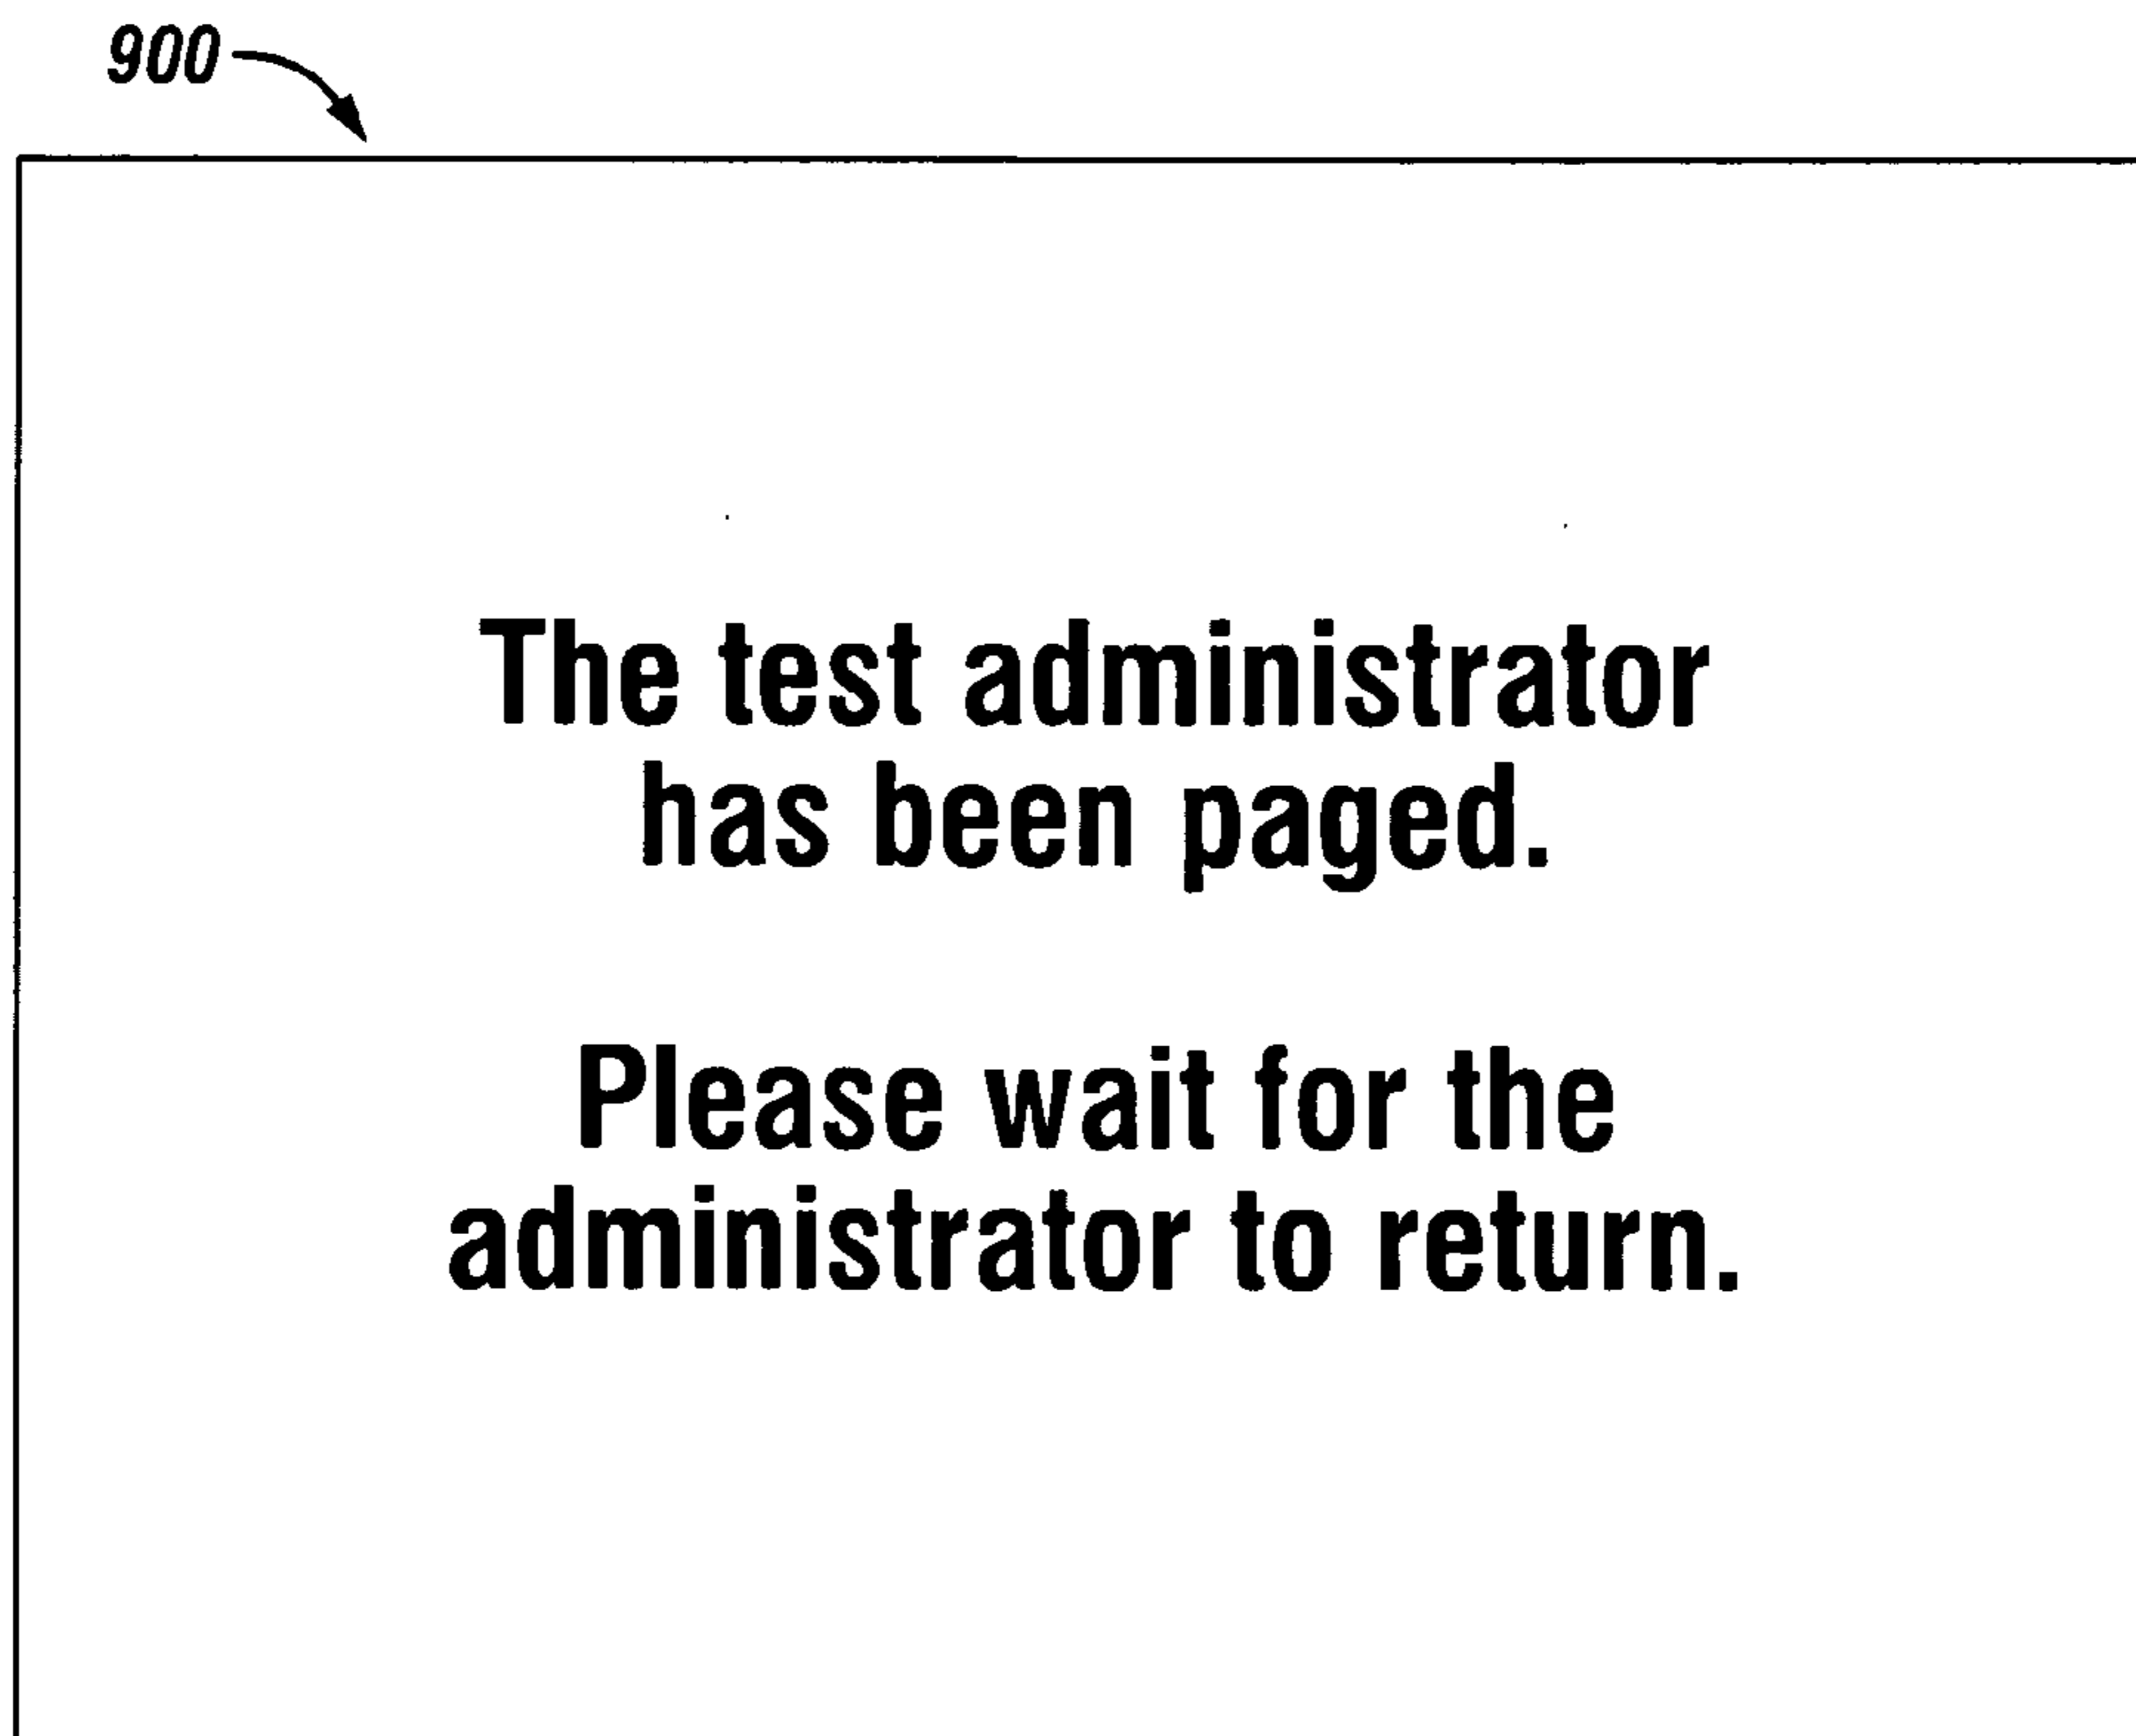 900
The test administrator
has been paged.
Please wait for the
administrator to return.